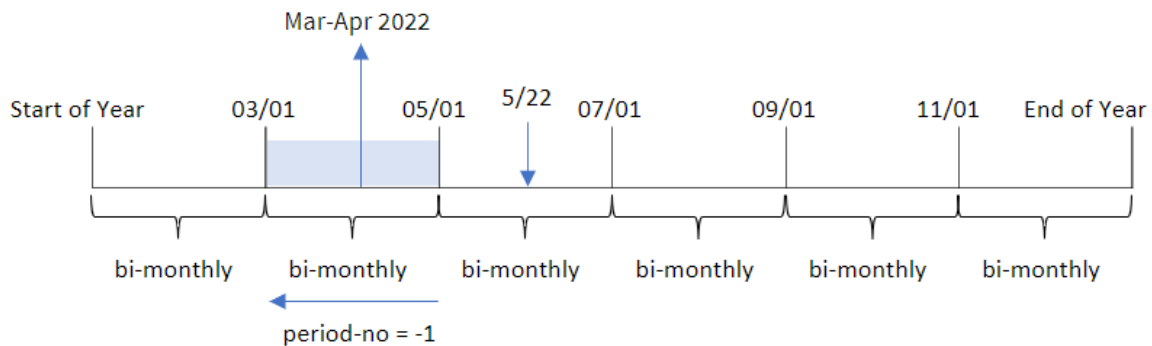 Mar-Apr 2022
Start of Year 03/01 05/01 5/22 07/01 09/01 11/01 End of Year
bi-monthly bi-monthly bi-monthly bi-monthly bi-monthly bi-monthly
period-no = -1